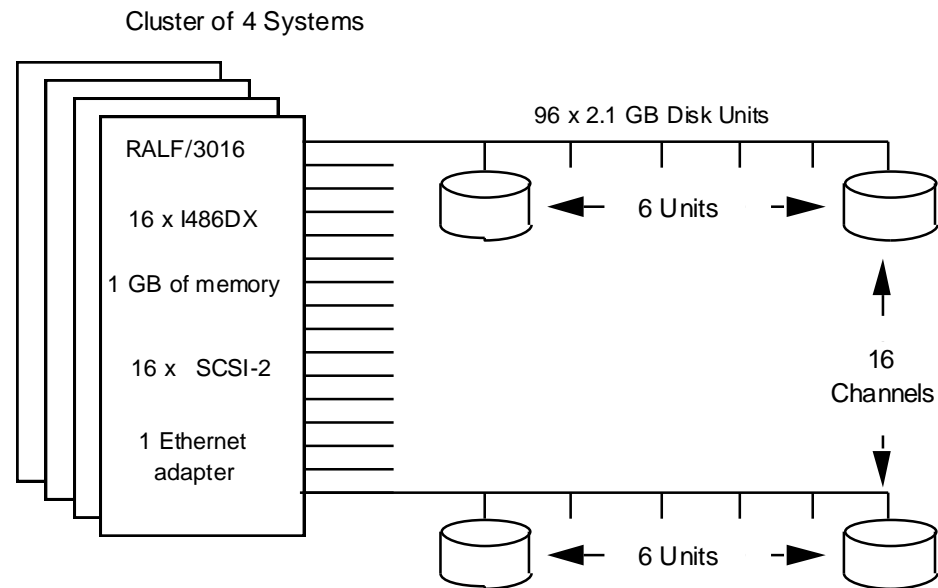 Cluster of 4 Systems
96 x 2.1 GB Disk Units
RALF/3016
16 x I486DX
6 Units
1 GB of memory
16 x SCSI-2
16
Channels
1 Ethernet
adapter
6 Units